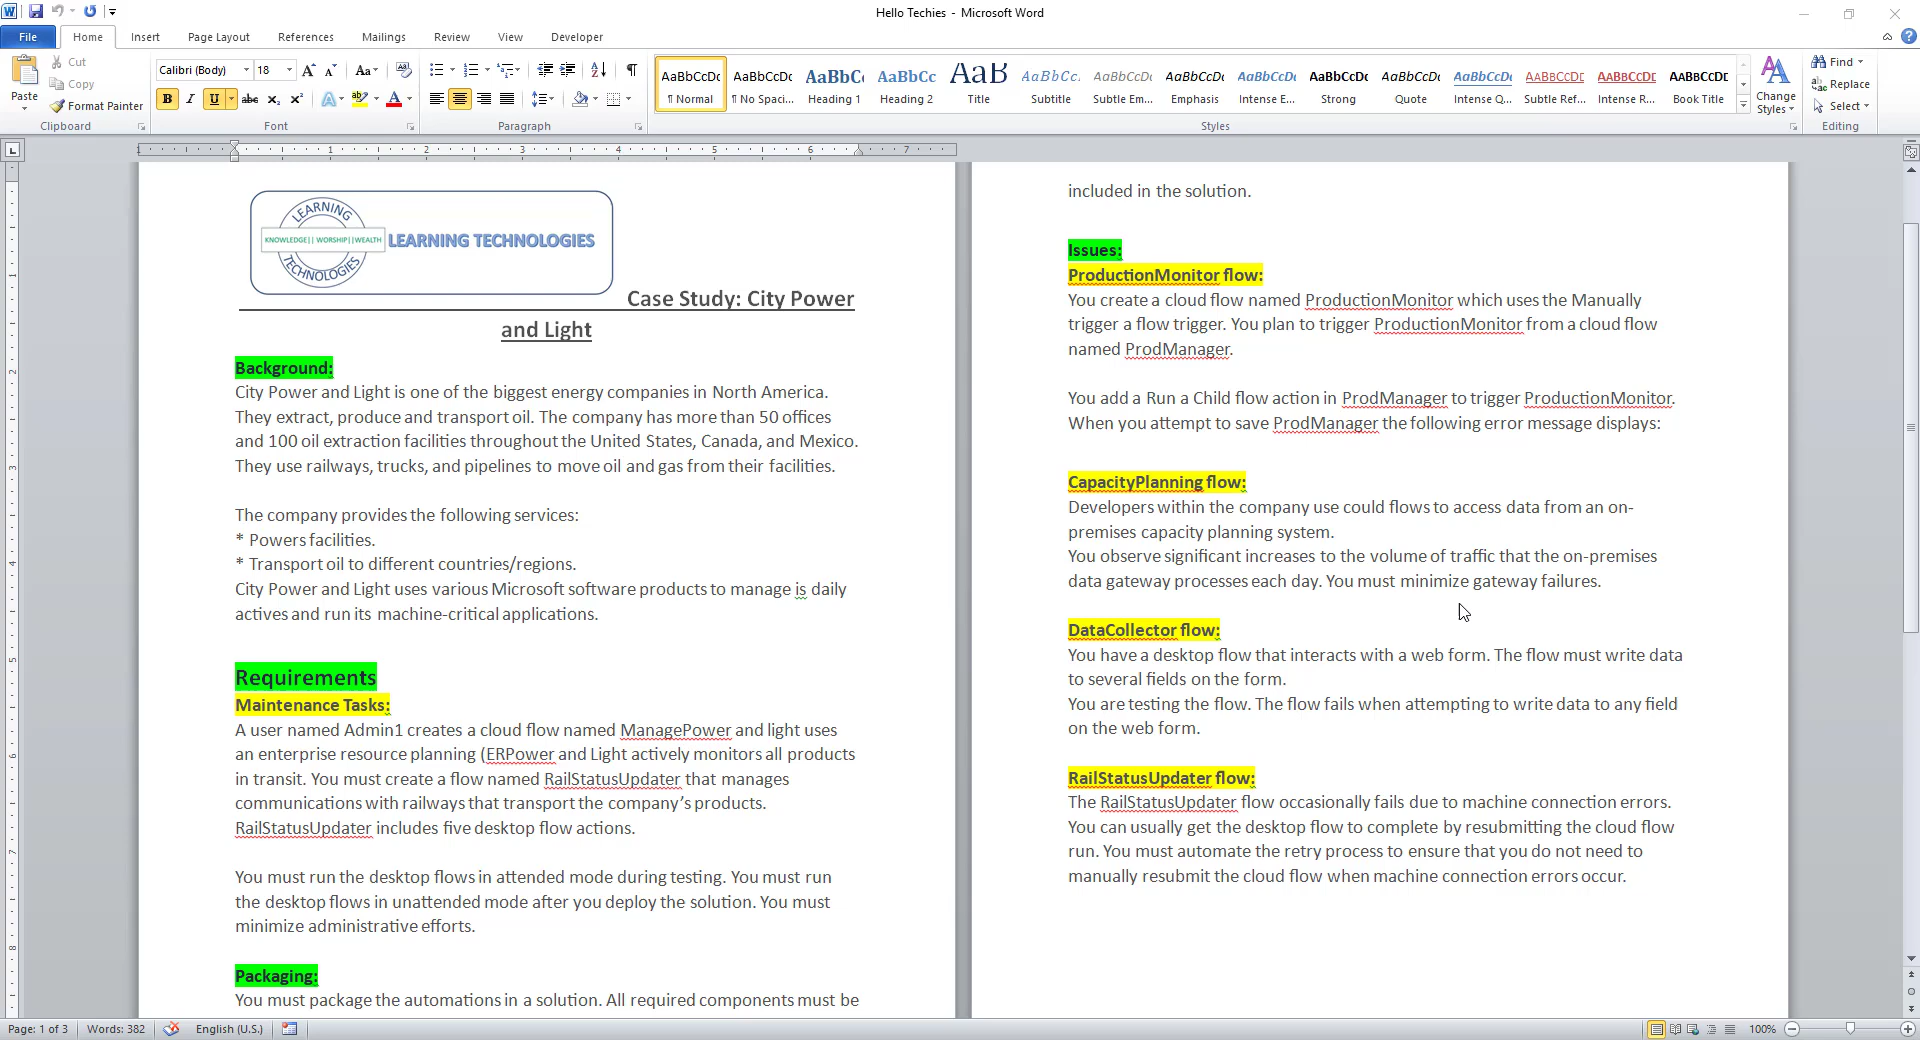 Hello Techies - Microsoft Word
File Home Insert Page Layout References Mailings Review View Developer
Paste
Cut
Copy
Format Painter
Clipboard
Calibri (Body) 18
Font
Paragraph
AaBbCcDc ¶ Normal
AaBbCcDc ¶ No Spaci...
AaBbCc Heading 1
AaBbCc Heading 2
AaB Title
AaBbCc. Subtitle
AaBbCcDc Subtle Em...
AaBbCcDc Emphasis
AaBbCcDc Intense E...
AaBbCcDc Strong
AaBbCcDc Quote
AaBbCcDc Intense Q...
AABBCCDE Subtle Ref...
AABBCCDE Intense R...
AABBCCDE Book Title
Change Styles
Styles
Find
Replace
Select
Editing
LEARNING
KNOWLEDGE|| WORSHIP||WEALTH
TECHNOLOGIES
LEARNING TECHNOLOGIES
Case Study: City Power
and Light
Background:
City Power and Light is one of the biggest energy companies in North America.
They extract, produce and transport oil. The company has more than 50 offices
and 100 oil extraction facilities throughout the United States, Canada, and Mexico.
They use railways, trucks, and pipelines to move oil and gas from their facilities.
The company provides the following services:
* Powers facilities.
* Transport oil to different countries/regions.
City Power and Light uses various Microsoft software products to manage is daily
actives and run its machine-critical applications.
Requirements
Maintenance Tasks:
A user named Admin1 creates a cloud flow named ManagePower and light uses
an enterprise resource planning (ERPower and Light actively monitors all products
in transit. You must create a flow named RailStatusUpdater that manages
communications with railways that transport the company’s products.
RailStatusUpdater includes five desktop flow actions.
You must run the desktop flows in attended mode during testing. You must run
the desktop flows in unattended mode after you deploy the solution. You must
minimize administrative efforts.
Packaging:
You must package the automations in a solution. All required components must be
included in the solution.
Issues:
ProductionMonitor flow:
You create a cloud flow named ProductionMonitor which uses the Manually
trigger a flow trigger. You plan to trigger ProductionMonitor from a cloud flow
named ProdManager.
You add a Run a Child flow action in ProdManager to trigger ProductionMonitor.
When you attempt to save ProdManager the following error message displays:
CapacityPlanning flow:
Developers within the company use could flows to access data from an on-
premises capacity planning system.
You observe significant increases to the volume of traffic that the on-premises
data gateway processes each day. You must minimize gateway failures.
DataCollector flow:
You have a desktop flow that interacts with a web form. The flow must write data
to several fields on the form.
You are testing the flow. The flow fails when attempting to write data to any field
on the web form.
RailStatusUpdater flow:
The RailStatusUpdater flow occasionally fails due to machine connection errors.
You can usually get the desktop flow to complete by resubmitting the cloud flow
run. You must automate the retry process to ensure that you do not need to
manually resubmit the cloud flow when machine connection errors occur.
Page: 1 of 3 Words: 382 English (U.S.) 100%